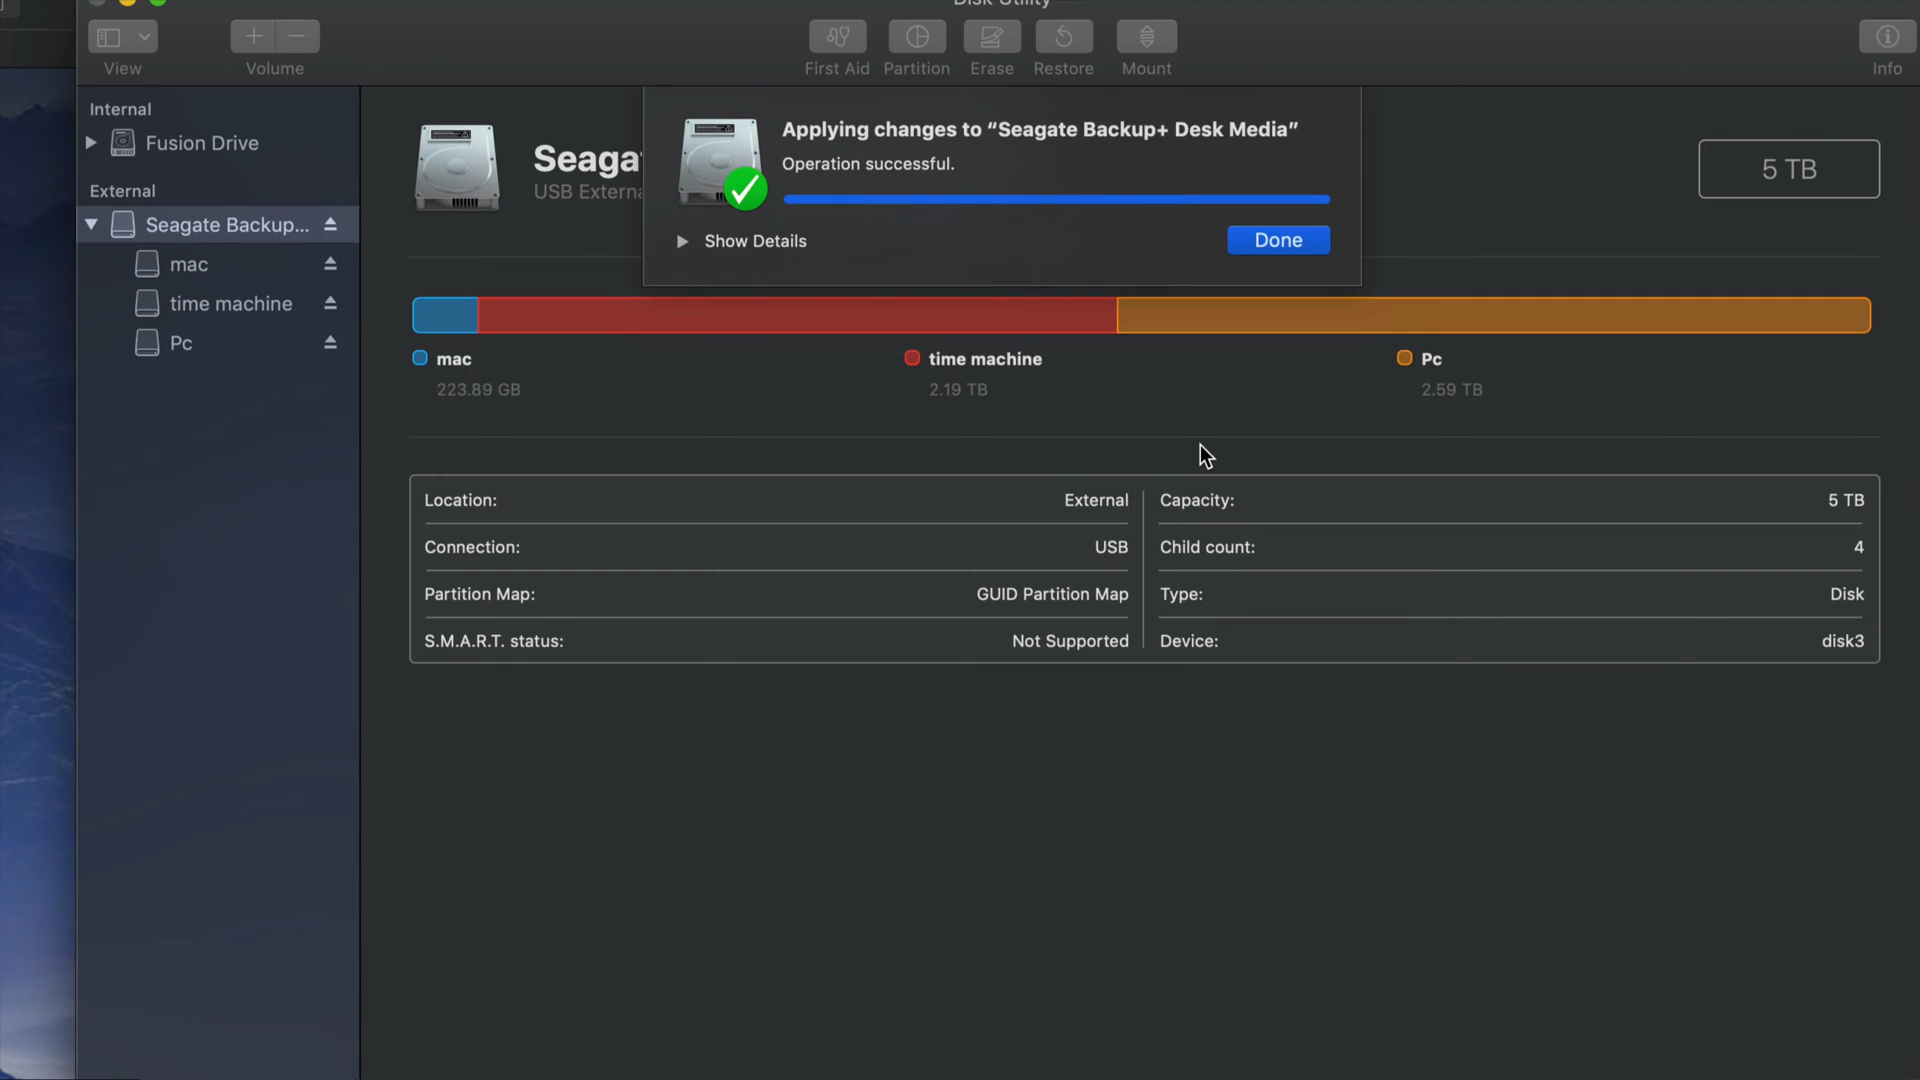 Disk Utility
View
Volume
First Aid
Partition
Erase
Restore
Mount
Info
Internal
Fusion Drive
External
Seagate Backup...
mac
time machine
Pc
Seaga
USB Externa
5 TB
Applying changes to “Seagate Backup+ Desk Media”
Operation successful.
Show Details
Done
mac
223.89 GB
time machine
2.19 TB
Pc
2.59 TB
Location: External
Connection: USB
Partition Map: GUID Partition Map
S.M.A.R.T. status: Not Supported
Capacity: 5 TB
Child count: 4
Type: Disk
Device: disk3